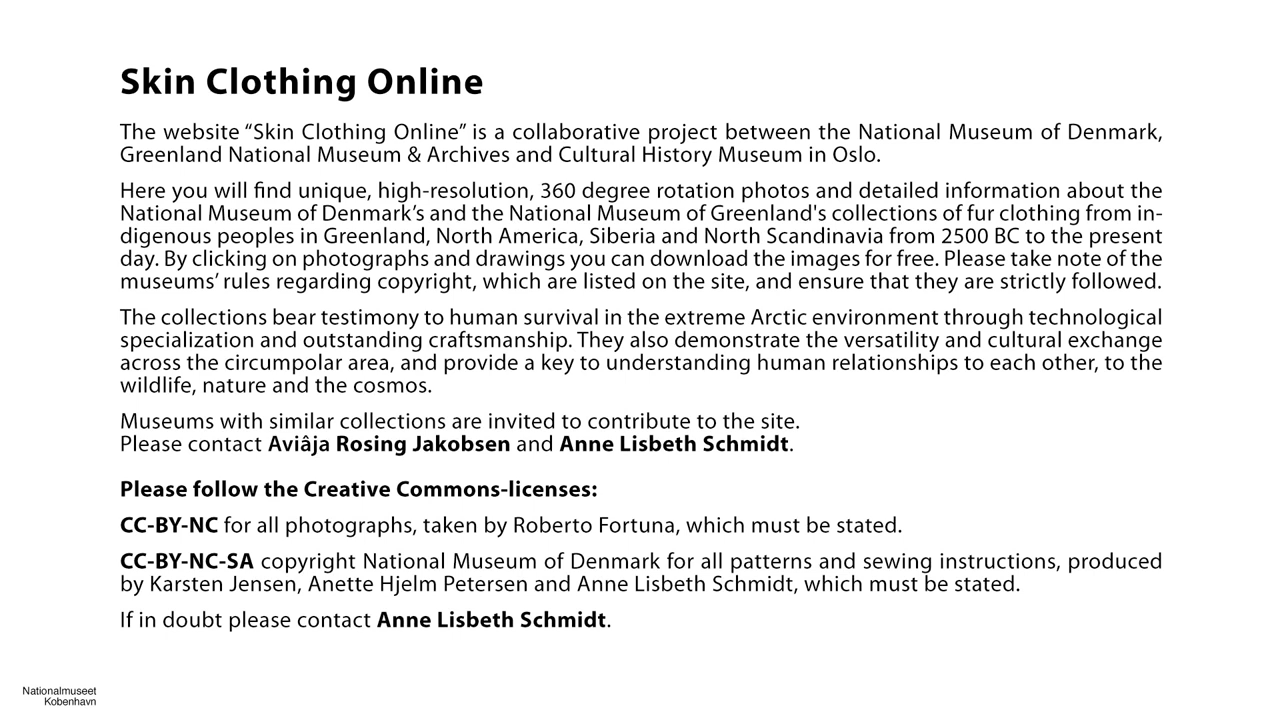 Skin Clothing Online
The website “Skin Clothing Online” is a collaborative project between the National Museum of Denmark,
Greenland National Museum & Archives and Cultural History Museum in Oslo.
Here you will find unique, high-resolution, 360 degree rotation photos and detailed information about the
National Museum of Denmark’s and the National Museum of Greenland's collections of fur clothing from in-
digenous peoples in Greenland, North America, Siberia and North Scandinavia from 2500 BC to the present
day. By clicking on photographs and drawings you can download the images for free. Please take note of the
museums’ rules regarding copyright, which are listed on the site, and ensure that they are strictly followed.
The collections bear testimony to human survival in the extreme Arctic environment through technological
specialization and outstanding craftsmanship. They also demonstrate the versatility and cultural exchange
across the circumpolar area, and provide a key to understanding human relationships to each other, to the
wildlife, nature and the cosmos.
Museums with similar collections are invited to contribute to the site.
Please contact Aviâja Rosing Jakobsen and Anne Lisbeth Schmidt.
Please follow the Creative Commons-licenses:
CC-BY-NC for all photographs, taken by Roberto Fortuna, which must be stated.
CC-BY-NC-SA copyright National Museum of Denmark for all patterns and sewing instructions, produced
by Karsten Jensen, Anette Hjelm Petersen and Anne Lisbeth Schmidt, which must be stated.
If in doubt please contact Anne Lisbeth Schmidt.
Nationalmuseet
Kobenhavn